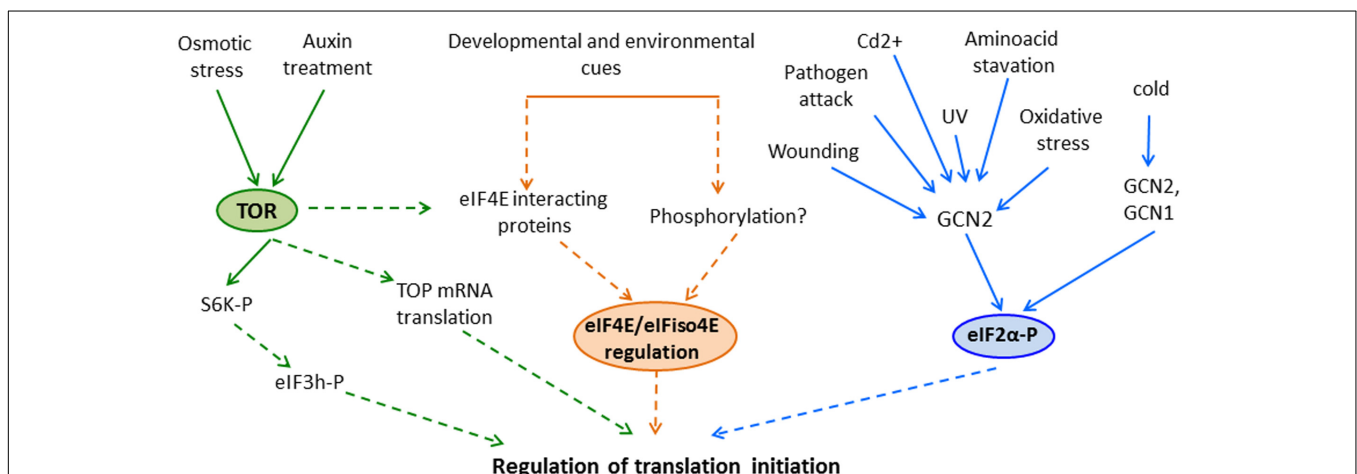 Osmotic
stress
Auxin
treatment
Developmental and environmental
cues
Cd2+
Aminoacid
stavation
Pathogen
attack
cold
UV
Oxidative
stress
Wounding
TOR
eIF4E interacting
proteins
Phosphorylation?
GCN2
GCN2,
GCN1
S6K-P
TOP mRNA
translation
eIF4E/eIFiso4E
regulation
eIF2α-P
eIF3h-P
Regulation of translation initiation